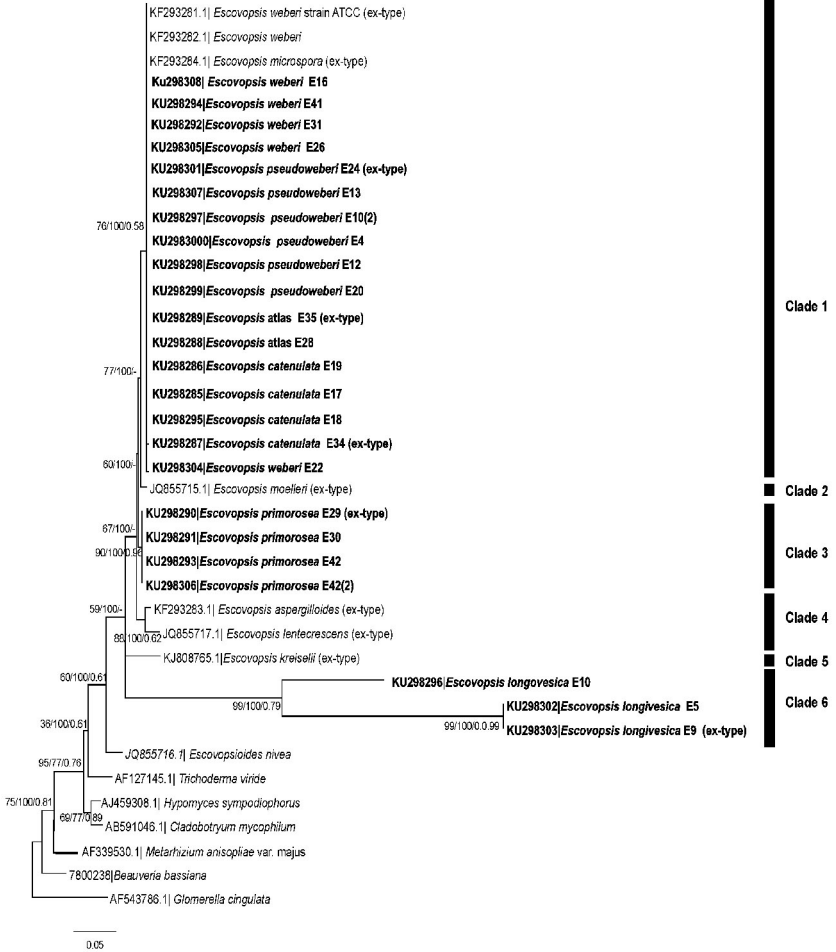 KF293281.1| Escovopsis weberi strain ATCC (ex-type)
KF293282.1| Escovopsis weberi
KF293284.1| Escovopsis microspora (ex-type)
Ku298308| Escovopsis weberi E16
KU298294|Escovopsis weberi E41
KU298292|Escovopsis weberi E31
KU298305|Escovopsis weberi E26
KU298301|Escovopsis pseudoweberi E24 (ex-type)
KU298307|Escovopsis pseudoweberi E13
KU298297|Escovopsis pseudoweberi E10(2)
76/100/0.58
KU2983000|Escovopsis pseudoweberi E4
KU298298|Escovopsis pseudoweberi E12
KU298299|Escovopsis pseudoweberi E20
Clade 1
KU298289|Escovopsis atlas E35 (ex-type)
KU298288|Escovopsis atlas E28
KU298286|Escovopsis catenulata E19
77/100/-
KU298285|Escovopsis catenulata E17
KU298295|Escovopsis catenulata E18
KU298287|Escovopsis catenulata E34 (ex-type)
60/100/-
KU298304|Escovopsis weberi E22
JQ855715.1| Escovopsis moelleri (ex-type)
Clade 2
KU298290|Escovopsis primorosea E29 (ex-type)
67/100/-
KU298291|Escovopsis primorosea E30
90/100/0.96
Clade 3
KU298293|Escovopsis primorosea E42
KU298306|Escovopsis primorosea E42(2)
59/100/-
KF293283.1| Escovopsis aspergilloides (ex-type)
Clade 4
88/100/0.62
JQ855717.1| Escovopsis lentecrescens (ex-type)
KJ808765.1|Escovopsis kreiselii (ex-type)
Clade 5
60/100/0.61
KU298296|Escovopsis longovesica E10
99/100/0.79
KU298302|Escovopsis longivesica E5
Clade 6
36/100/0.61
99/100/0.0.99
KU298303|Escovopsis longivesica E9 (ex-type)
JQ855716.1| Escovopsioides nivea
95/77/0.76
AF127145.1| Trichoderma viride
75/100/0.81
AJ459308.1| Hypomyces sympodiophorus
69/77/0.89
AB591046.1| Cladobotryum mycophilum
AF339530.1| Metarhizium anisopliae var. majus
7800238|Beauveria bassiana
AF543786.1| Glomerella cingulata
0.05